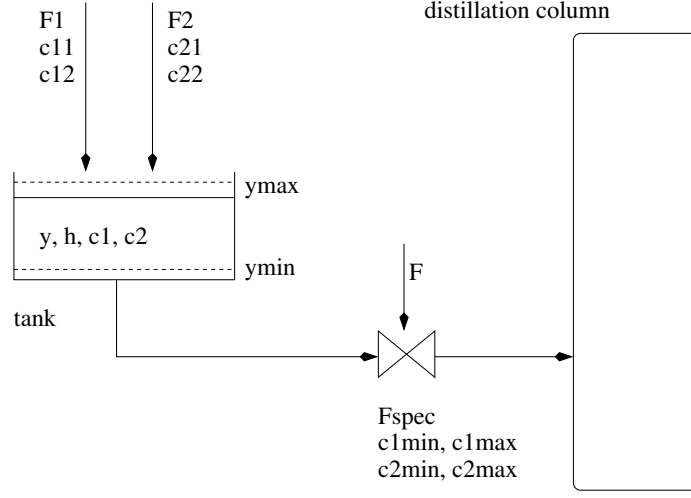 distillation column
F1
c11
c12
F2
c21
c22
ymax
y, h, c1, c2
ymin
F
tank
Fspec
c1min, c1max
c2min, c2max